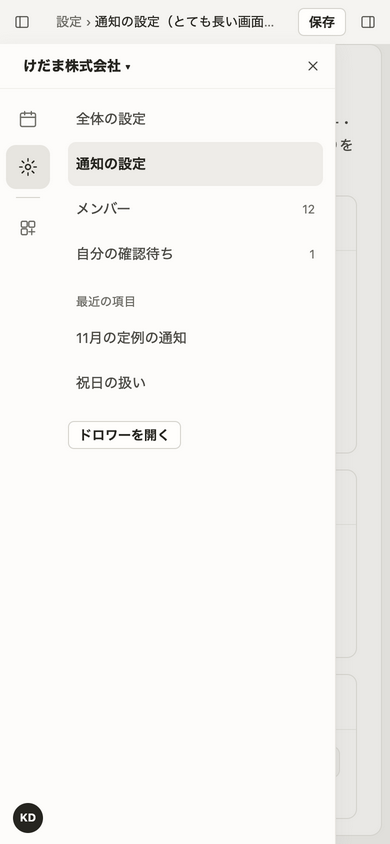 設定 › 通知の設定（とても長い画面...
保存
けだま株式会社 ▾
全体の設定
通知の設定
メンバー 12
自分の確認待ち 1
最近の項目
11月の定例の通知
祝日の扱い
ドロワーを開く
KD